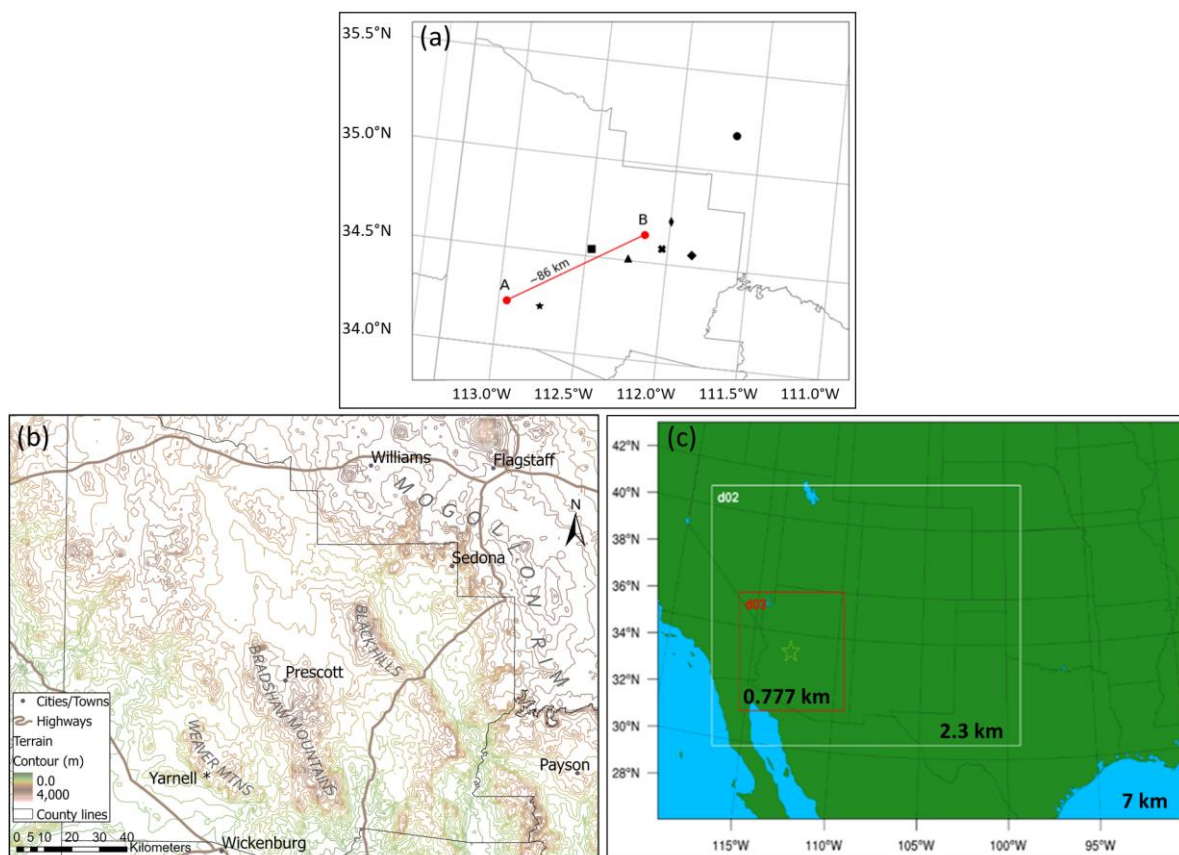 (a)
35.5°N
35.0°N
34.5°N
34.0°N
B
~86 km
A
113.0°W 112.5°W 112.0°W 111.5°W 111.0°W
(b)
Williams
Flagstaff
MOGOLLON RIM
N
Sedona
BLACK HILLS
Prescott
BRADSHAW MOUNTAINS
WEAVER MTNS
Yarnell *
Payson
Wickenburg
Cities/Towns
Highways
Terrain
Contour (m)
0.0
4,000
County lines
0 5 10 20 30 40
Kilometers
(c)
42°N
40°N
38°N
36°N
34°N
32°N
30°N
28°N
d02
d03
0.777 km
2.3 km
7 km
115°W 110°W 105°W 100°W 95°W